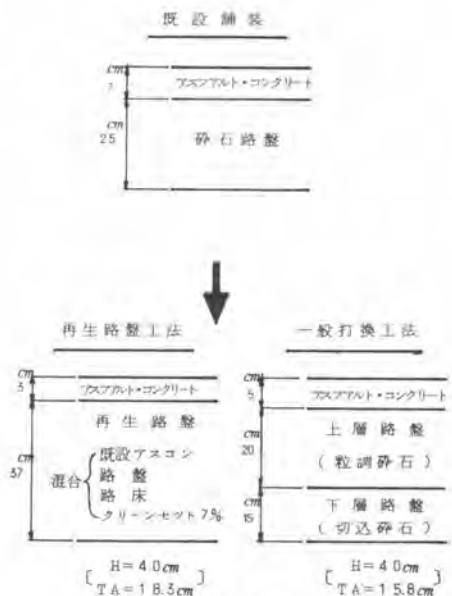 既設舗装
cm
7
アスファルト・コンクリート
cm
25
砕石路盤
再生路盤工法
cm
3
アスファルト・コンクリート
cm
37
再生路盤
混合
既設アスコン
路盤
路床
クリーンセット7%
H=40cm
TA=18.3cm
一般打換工法
cm
5
アスファルト・コンクリート
cm
20
上層路盤
(粒調砕石)
cm
15
下層路盤
(切込砕石)
H=40cm
TA=15.8cm